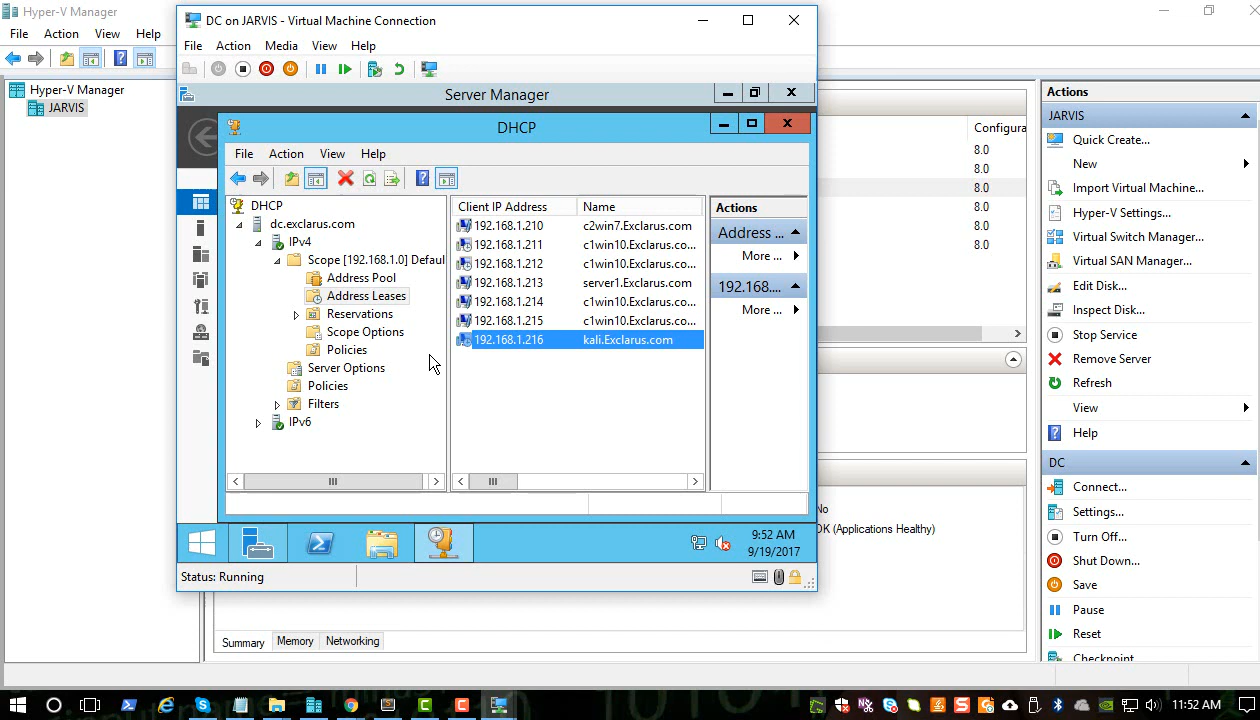 Hyper-V Manager
File Action View Help
Hyper-V Manager
JARVIS
DC on JARVIS - Virtual Machine Connection
File Action Media View Help
Server Manager
DHCP
File Action View Help
DHCP
dc.exclarus.com
IPv4
Scope [192.168.1.0] Defaul
Address Pool
Address Leases
Reservations
Scope Options
Policies
Server Options
Policies
Filters
IPv6
Client IP Address Name
192.168.1.210 c2win7.Exclarus.com
192.168.1.211 c1win10.Exclarus.co...
192.168.1.212 c1win10.Exclarus.co...
192.168.1.213 server1.Exclarus.com
192.168.1.214 c1win10.Exclarus.co...
192.168.1.215 c1win10.Exclarus.co...
192.168.1.216 kali.Exclarus.com
Actions
Address ...
More ...
192.168....
More ...
9:52 AM
9/19/2017
Status: Running
Configura
8.0
8.0
8.0
8.0
8.0
8.0
No
OK (Applications Healthy)
Summary Memory Networking
Actions
JARVIS
Quick Create...
New
Import Virtual Machine...
Hyper-V Settings...
Virtual Switch Manager...
Virtual SAN Manager...
Edit Disk...
Inspect Disk...
Stop Service
Remove Server
Refresh
View
Help
DC
Connect...
Settings...
Turn Off...
Shut Down...
Save
Pause
Reset
Checkpoint
11:52 AM